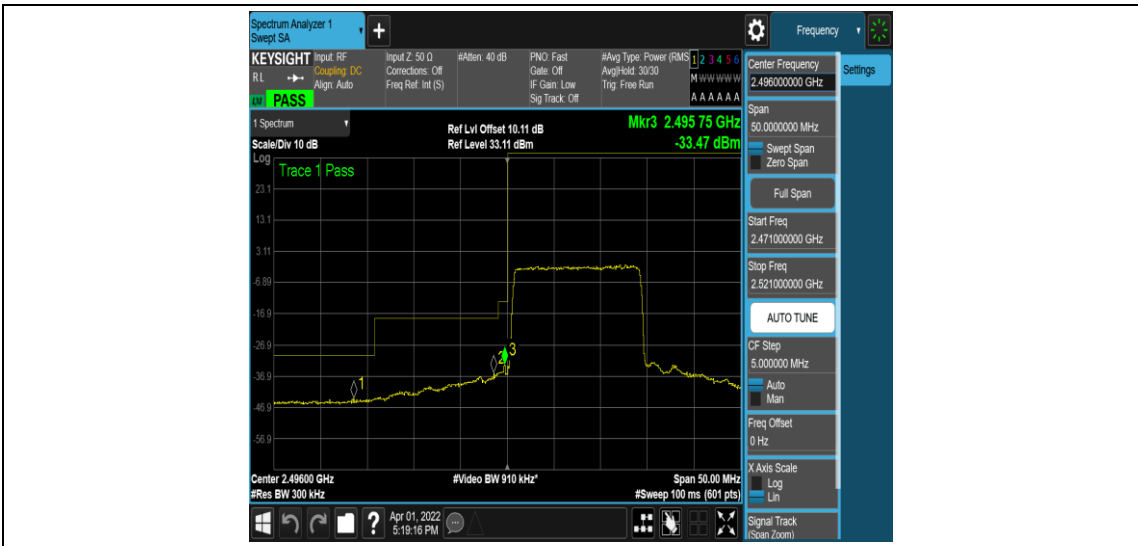 Spectrum Analyzer 1
Swept SA
+
Frequency
KEYSIGHT
Input: RF
Input Z: 50 Ω
#Atten: 40 dB
PNO: Fast
#Avg Type: Power (RMS
1 2 3 4 5 6
RL
Coupling: DC
Corrections: Off
Gate: Off
Avg|Hold: 30/30
M W W W W W
Align: Auto
Freq Ref: Int (S)
IF Gain: Low
Trig: Free Run
PASS
Sig Track: Off
A A A A A A
Center Frequency
2.496000000 GHz
Settings
1 Spectrum
Ref Lvl Offset 10.11 dB
Mkr3 2.495 75 GHz
Scale/Div 10 dB
Ref Level 33.11 dBm
-33.47 dBm
Log
Trace 1 Pass
23.1
13.1
3.11
-6.89
-16.9
-26.9
-36.9
-46.9
-56.9
1
2
3
Center 2.49600 GHz
#Video BW 910 kHz*
Span 50.00 MHz
#Res BW 300 kHz
#Sweep 100 ms (601 pts)
Span
50.0000000 MHz
Swept Span
Zero Span
Full Span
Start Freq
2.471000000 GHz
Stop Freq
2.521000000 GHz
AUTO TUNE
CF Step
5.000000 MHz
Auto
Man
Freq Offset
0 Hz
X Axis Scale
Log
Lin
Signal Track
(Span Zoom)
?
Apr 01, 2022
5:19:16 PM